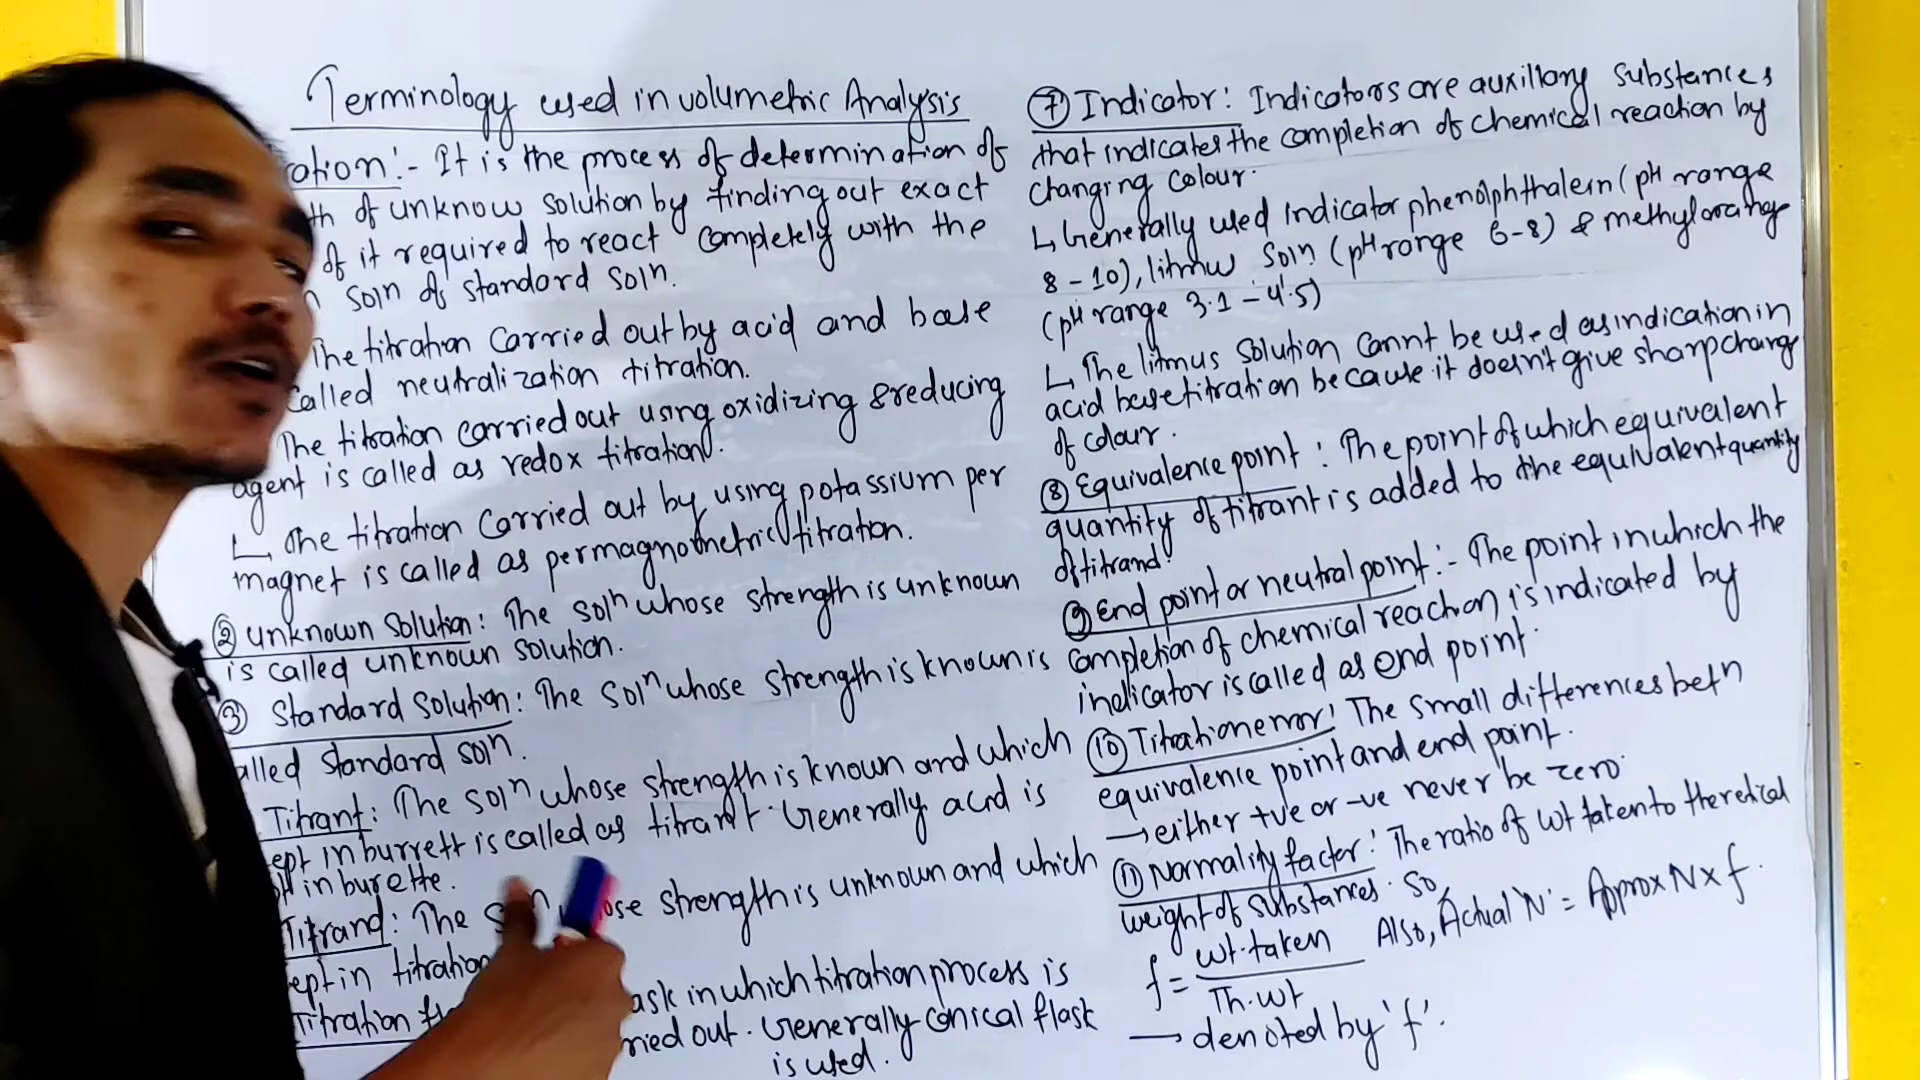 Terminology used in volumetric Analysis
ation:- It is the process of determination of
th of unknow solution by finding out exact
of it required to react completely with the
n soln of standard soln.
The titration carried out by acid and base
called neutralization titration.
The titration carried out using oxidizing & reducing
agent is called as redox titration.
↳ The titration carried out by using potassium per
magnet is called as permagnometric titration.
② Unknown Solution: The soln whose strength is unknown
is called unknown solution.
③ Standard Solution: The soln whose strength is known is
alled standard soln.
Titrant: The soln whose strength is known and which
ept in burrett is called as titrant. Generally acid is
in burette.
Titrand: The whose strength is unknown and which
ept in titration
Titration ask in which titration process is
ried out. Generally conical flask
is used.
⑦ Indicator: Indicatoors are auxillary substances
that indicates the completion of chemical reaction by
changing colour.
↳ Generally used indicator phenolphthalein (pH range
8-10), litmus soln (pH range 6-8) & methyl orange
(pH range 3.1-4.5)
↳ The litmus solution cannt be used as indication in
acid base titration because it doesn't give sharp change
of colour.
⑧ Equivalence point: The point of which equivalent
quantity of titrant is added to the equivalent quantity
of titrand.
⑨ End point or neutral point:- The point in which the
completion of chemical reaction is indicated by
indicator is called as end point.
⑩ Titration error: The small differences betn
equivalence point and end point.
→ either +ve or -ve never be zero.
⑪ Normality factor: The ratio of wt taken to theretical
weight of substances. So,
f = wt.taken / Th.wt Also, Actual 'N' = Approx N x f.
→ denoted by 'f'.